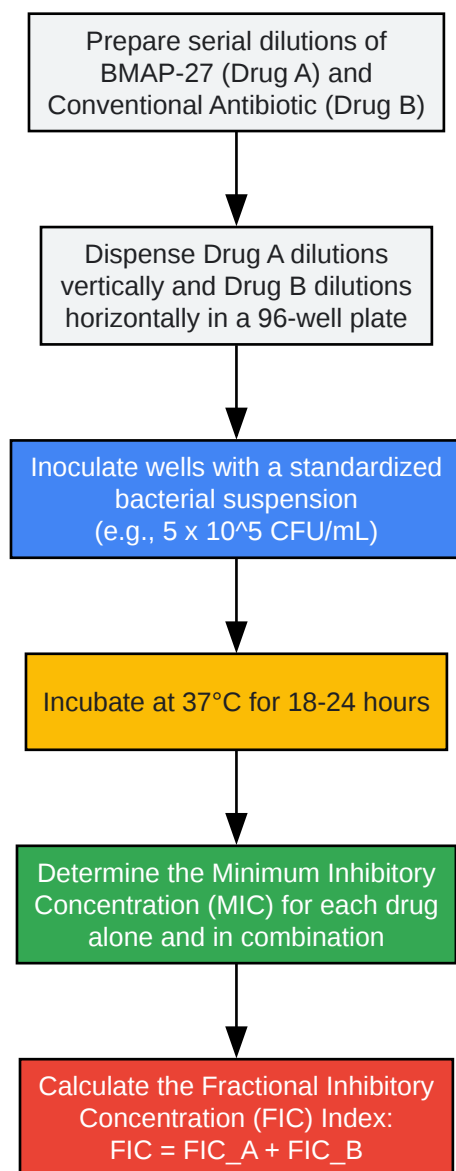 Prepare serial dilutions of
BMAP-27 (Drug A) and
Conventional Antibiotic (Drug B)
Dispense Drug A dilutions
vertically and Drug B dilutions
horizontally in a 96-well plate
Inoculate wells with a standardized
bacterial suspension
(e.g., 5 x 10^5 CFU/mL)
Incubate at 37°C for 18-24 hours
Determine the Minimum Inhibitory
Concentration (MIC) for each drug
alone and in combination
Calculate the Fractional Inhibitory
Concentration (FIC) Index:
FIC = FIC_A + FIC_B